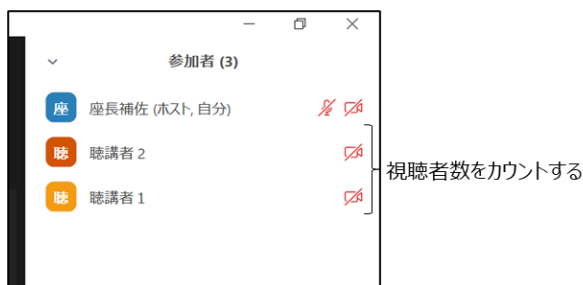 参加者 (3)
座 座長補佐 (ホスト, 自分)
聴 聴講者 2
聴 聴講者 1
視聴者数をカウントする